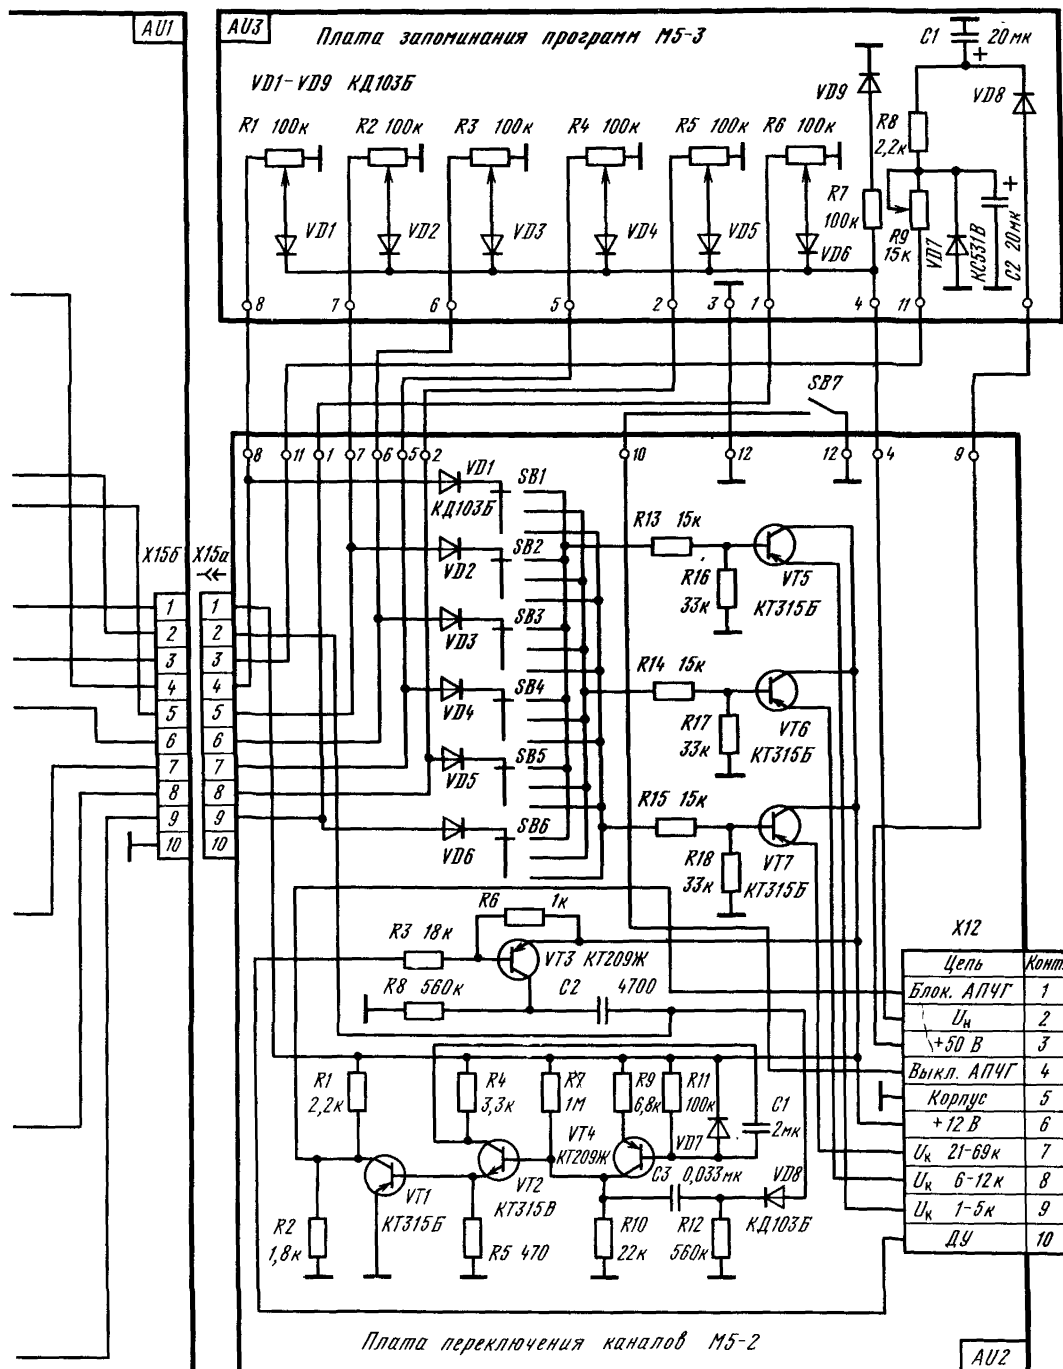 AU1
AU3
Плата запоминания программ М5-3
C1 20мк
+
VD1-VD9 КД103Б
VD9
VD8
R8
2,2к
R1 100к
R2 100к
R3 100к
R4 100к
R5 100к
R6 100к
+
R7
100к
R9
15к
VD7
КС531В
C2 20мк
VD1
VD2
VD3
VD4
VD5
VD6
8
7
6
5
2
3
1
4
11
SB7
8
11
1
7
6
5
2
10
12
12
4
9
VD1
КД103Б
SB1
R13 15к
VT5
КТ315Б
R16
33к
VD2
SB2
Х15б
Х15а
VD3
SB3
R14 15к
VT6
КТ315Б
R17
33к
VD4
SB4
VD5
SB5
R15 15к
VT7
КТ315Б
R18
33к
VD6
SB6
1 1
2 2
3 3
4 4
5 5
6 6
7 7
8 8
9 9
10 10
R6 1к
R3 18к
VT3 КТ209Ж
R8 560к
C2 4700
Х12
Цепь Конт
Блок. АПЧГ 1
Uн 2
+50 В 3
Выкл. АПЧГ 4
Корпус 5
+12 В 6
Uк 21-69к 7
Uк 6-12к 8
Uк 1-5к 9
ДУ 10
R1
2,2к
R4
3,3к
R7
1М
R9
6,8к
R11
100к
VD7
C1
2мк
VT4
КТ209Ж
C3 0,033мк
VD8
КД103Б
VT1
КТ315Б
VT2
КТ315В
R2
1,8к
R5 470
R10
22к
R12
560к
Плата переключения каналов М5-2
AU2